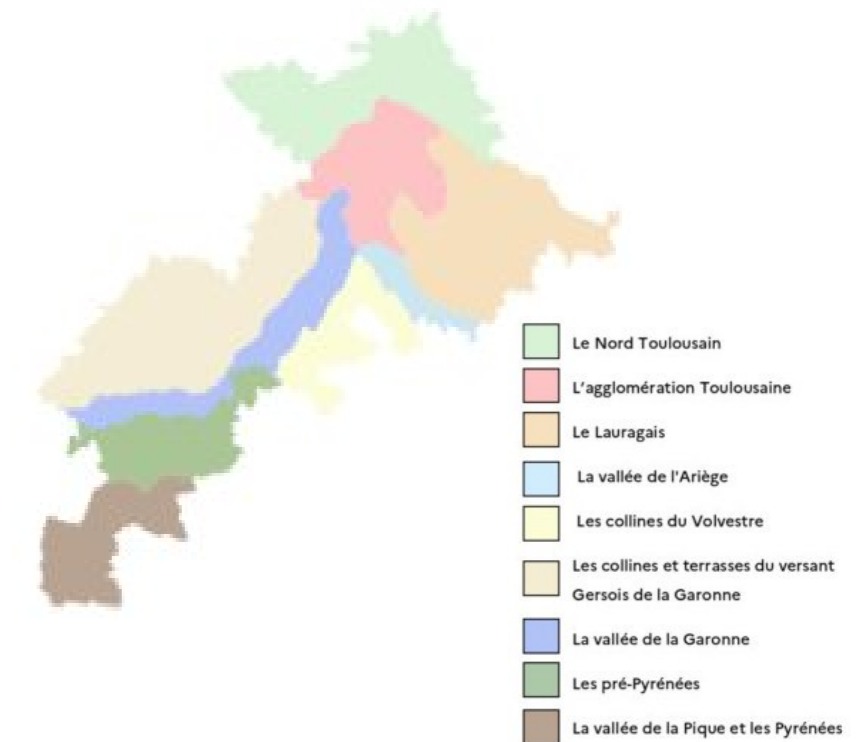 Le Nord Toulousain
L'agglomération Toulousaine
Le Lauragais
La vallée de l'Ariège
Les collines du Volvestre
Les collines et terrasses du versant
Gersois de la Garonne
La vallée de la Garonne
Les pré-Pyrénées
La vallée de la Pique et les Pyrénées